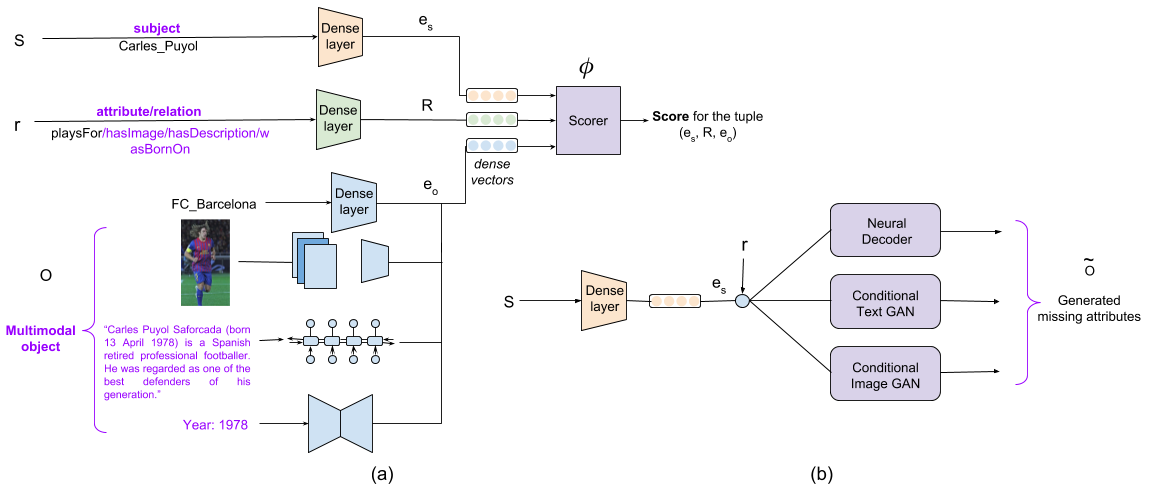 S
subject
Carles_Puyol
Dense
layer
e_s
r
attribute/relation
playsFor/hasImage/hasDescription/w
asBornOn
Dense
layer
R
ϕ
Scorer
Score for the tuple
(e_s, R, e_o)
dense
vectors
FC_Barcelona
Dense
layer
e_o
O
Multimodal
object
“Carles Puyol Saforcada (born
13 April 1978) is a Spanish
retired professional footballer.
He was regarded as one of the
best defenders of his
generation.”
Year: 1978
(a)
S
Dense
layer
e_s
r
Neural
Decoder
Conditional
Text GAN
Conditional
Image GAN
õ
Generated
missing attributes
(b)